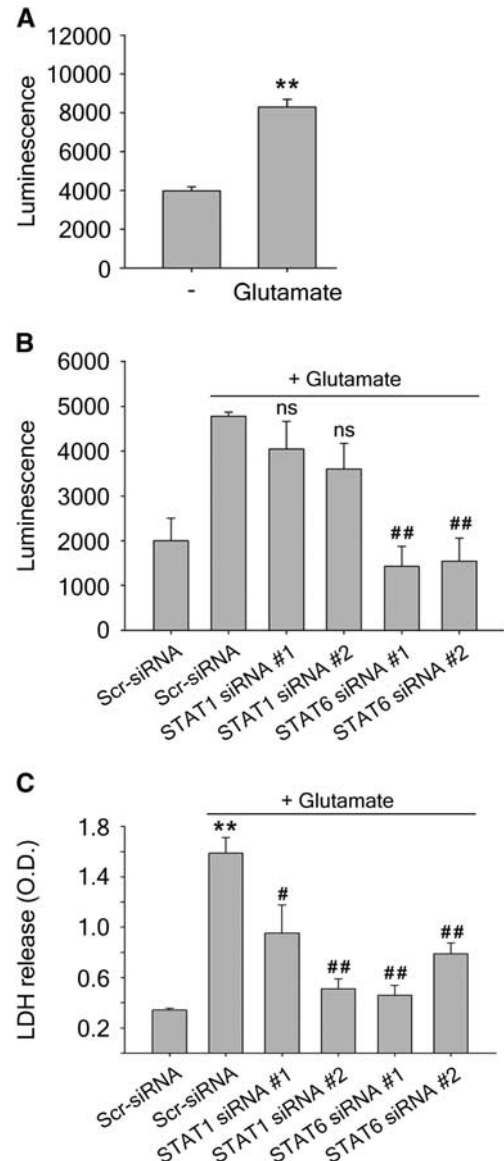 A
12000
10000
8000
6000
4000
2000
0
Luminescence
**
-
Glutamate
B
6000
5000
4000
3000
2000
1000
0
Luminescence
+ Glutamate
ns
ns
##
##
Scr-siRNA
Scr-siRNA
STAT1 siRNA #1
STAT1 siRNA #2
STAT6 siRNA #1
STAT6 siRNA #2
C
+ Glutamate
1.8
1.4
1.0
0.6
0.2
LDH release (O.D.)
**
#
##
##
##
Scr-siRNA
Scr-siRNA
STAT1 siRNA #1
STAT1 siRNA #2
STAT6 siRNA #1
STAT6 siRNA #2